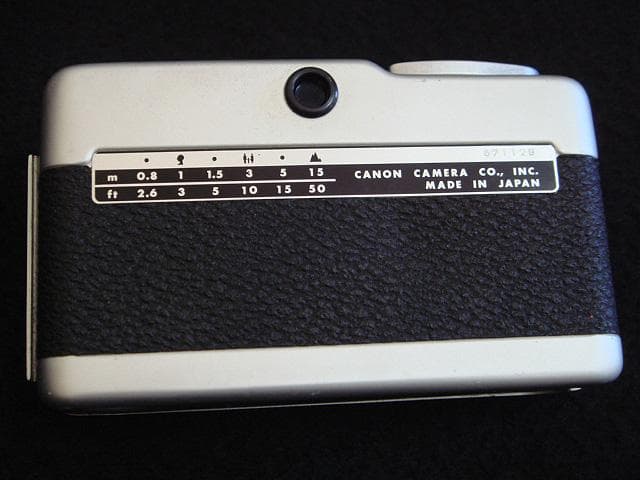 671128
m 0.8 1 1.5 3 5 15
ft 2.6 3 5 10 15 50
CANON CAMERA CO., INC.
MADE IN JAPAN